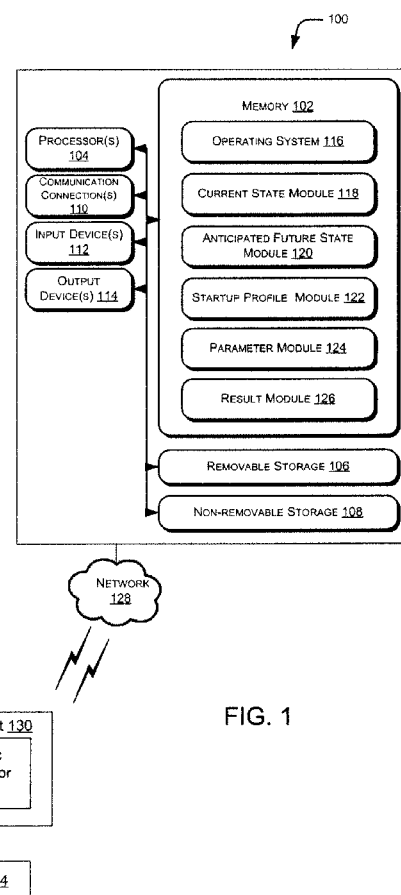 100
MEMORY 102
PROCESSOR(S)
104
COMMUNICATION
CONNECTION(S)
110
INPUT DEVICE(S)
112
OUTPUT
DEVICE(S) 114
OPERATING SYSTEM 116
CURRENT STATE MODULE 118
ANTICIPATED FUTURE STATE
MODULE 120
STARTUP PROFILE MODULE 122
PARAMETER MODULE 124
RESULT MODULE 126
REMOVABLE STORAGE 106
NON-REMOVABLE STORAGE 108
NETWORK
128
FIG. 1
130
or
4